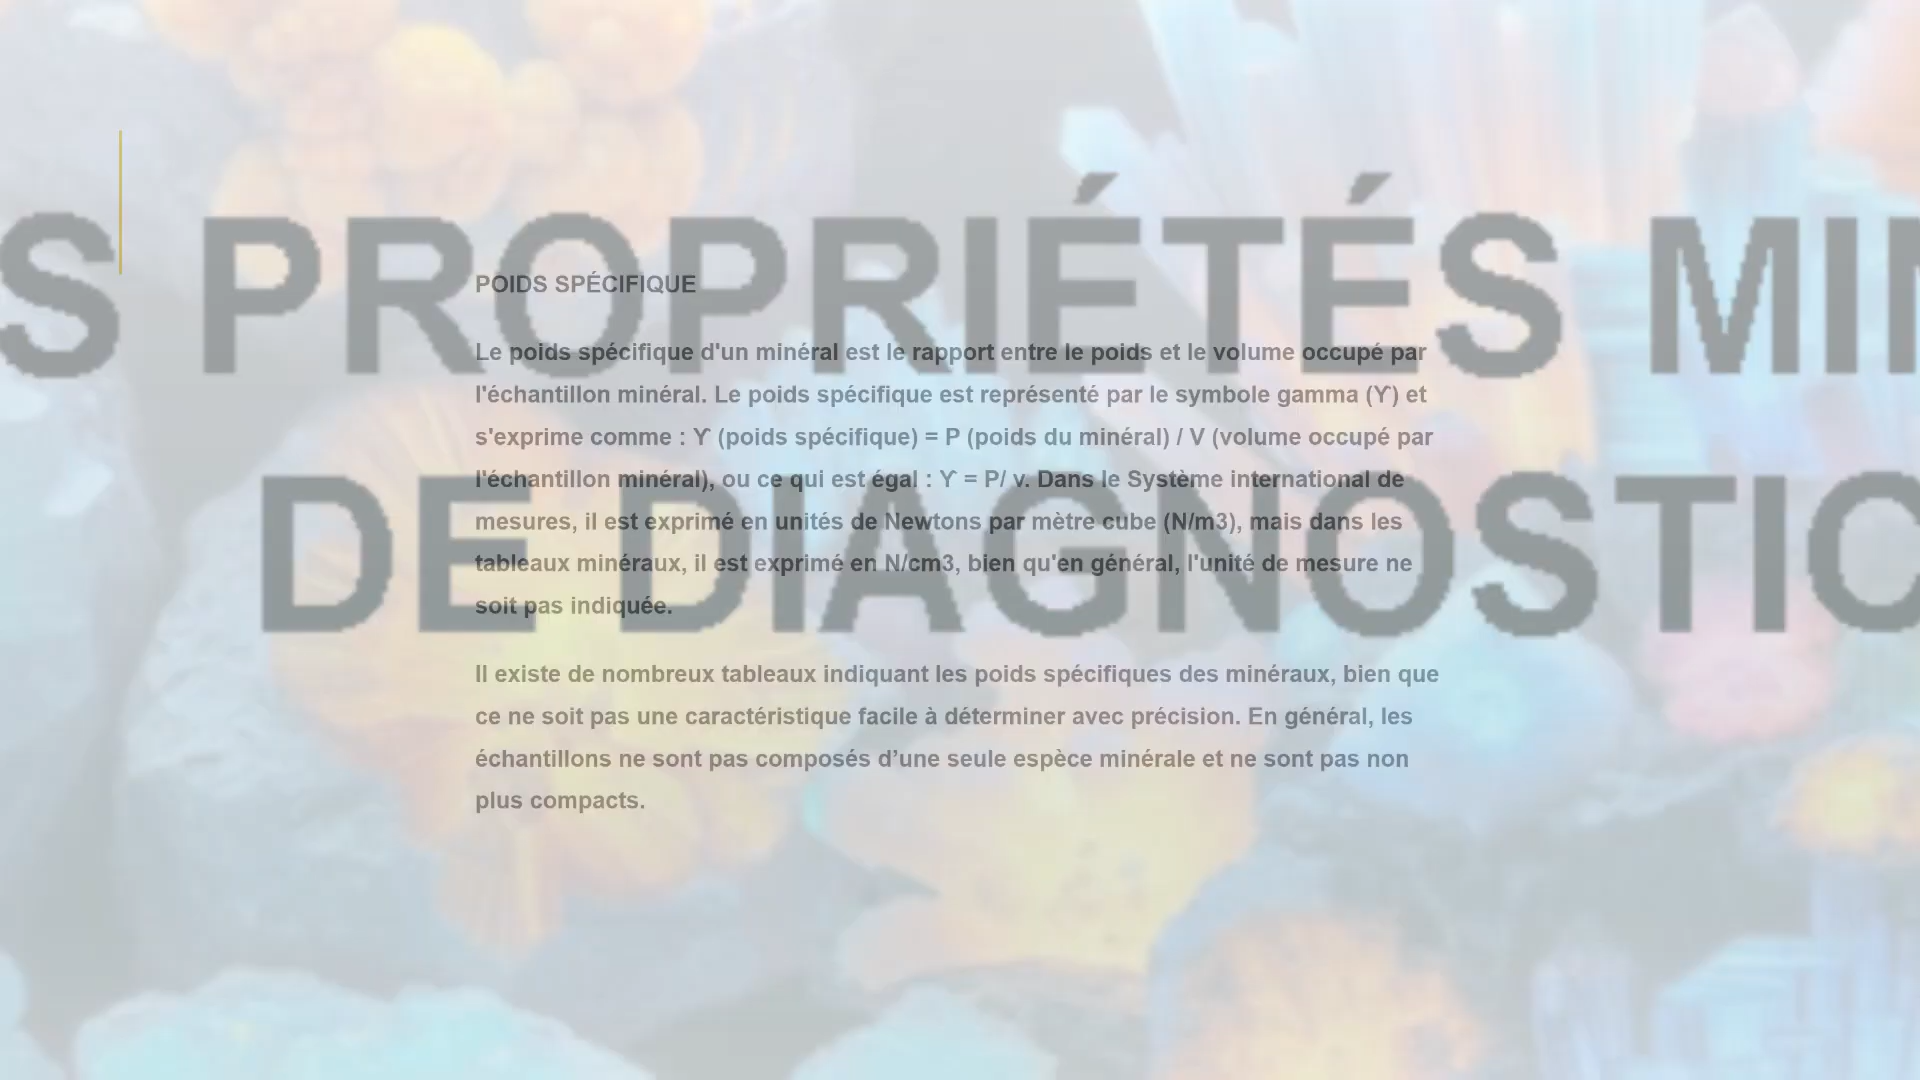 S PROPRIÉTÉS MIN
DE DIAGNOSTIC
POIDS SPÉCIFIQUE
Le poids spécifique d'un minéral est le rapport entre le poids et le volume occupé par
l'échantillon minéral. Le poids spécifique est représenté par le symbole gamma (ϒ) et
s'exprime comme : ϒ (poids spécifique) = P (poids du minéral) / V (volume occupé par
l'échantillon minéral), ou ce qui est égal : ϒ = P/ v. Dans le Système international de
mesures, il est exprimé en unités de Newtons par mètre cube (N/m3), mais dans les
tableaux minéraux, il est exprimé en N/cm3, bien qu'en général, l'unité de mesure ne
soit pas indiquée.
Il existe de nombreux tableaux indiquant les poids spécifiques des minéraux, bien que
ce ne soit pas une caractéristique facile à déterminer avec précision. En général, les
échantillons ne sont pas composés d’une seule espèce minérale et ne sont pas non
plus compacts.